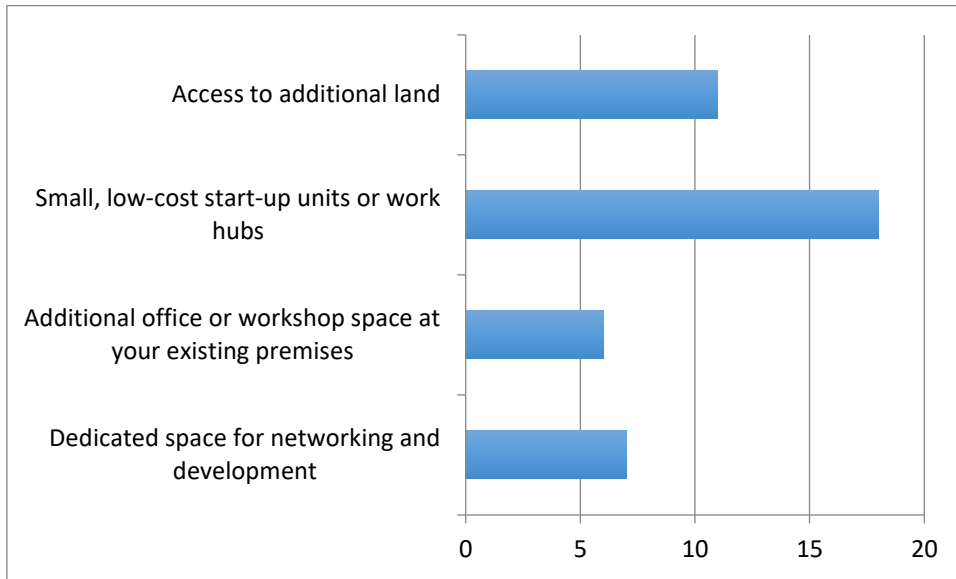 Access to additional land
Small, low-cost start-up units or work
hubs
Additional office or workshop space at
your existing premises
Dedicated space for networking and
development
0 5 10 15 20